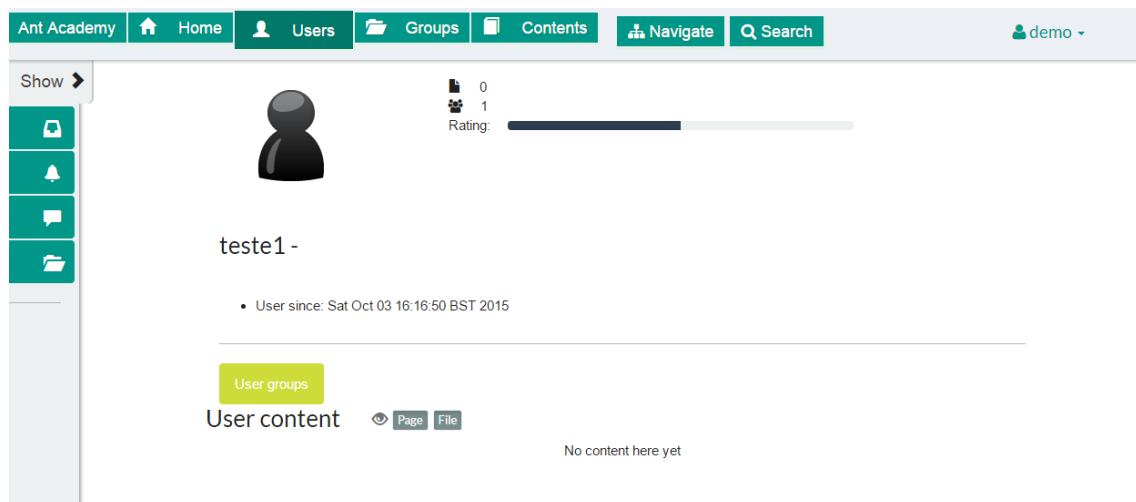 Ant Academy Home Users Groups Contents Navigate Search demo
Show
0
1
Rating:
teste1 -
User since: Sat Oct 03 16:16:50 BST 2015
User groups
User content Page File
No content here yet